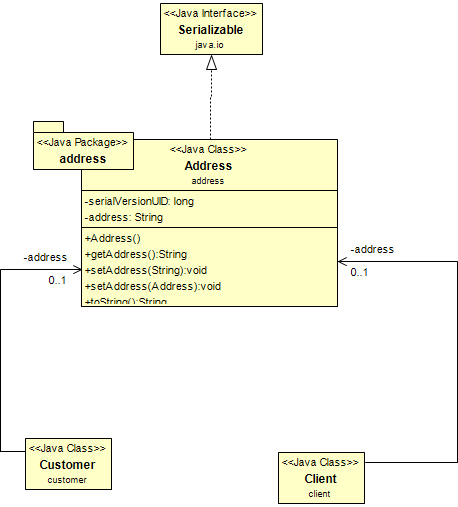 <<Java Interface>>
Serializable
java.io
<<Java Package>>
address
<<Java Class>>
Address
address
-serialVersionUID: long
-address: String
+Address()
+getAddress():String
+setAddress(String):void
+setAddress(Address):void
+toString():String
-address
0..1
-address
0..1
<<Java Class>>
Customer
customer
<<Java Class>>
Client
client